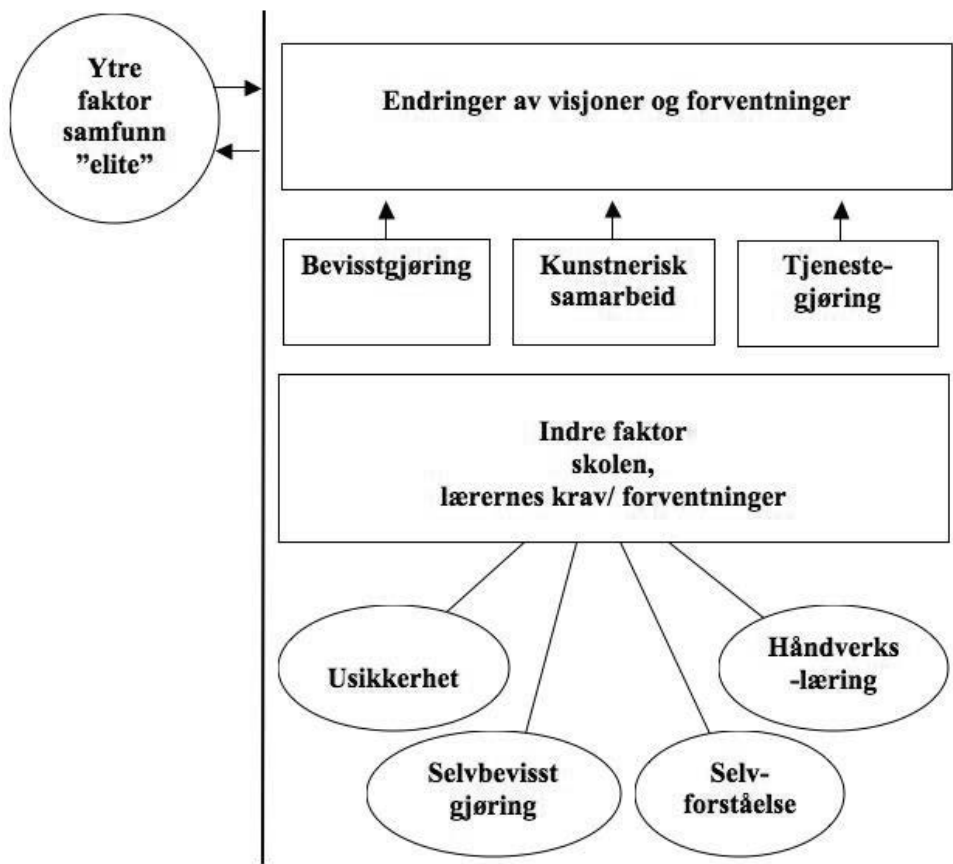 Ytre
faktor
samfunn
”elite”
Endringer av visjoner og forventninger
Bevisstgjøring
Kunstnerisk
samarbeid
Tjeneste-
gjøring
Indre faktor
skolen,
lærernes krav/ forventninger
Usikkerhet
Selvbevisst
gjøring
Selv-
forståelse
Håndverks
-læring